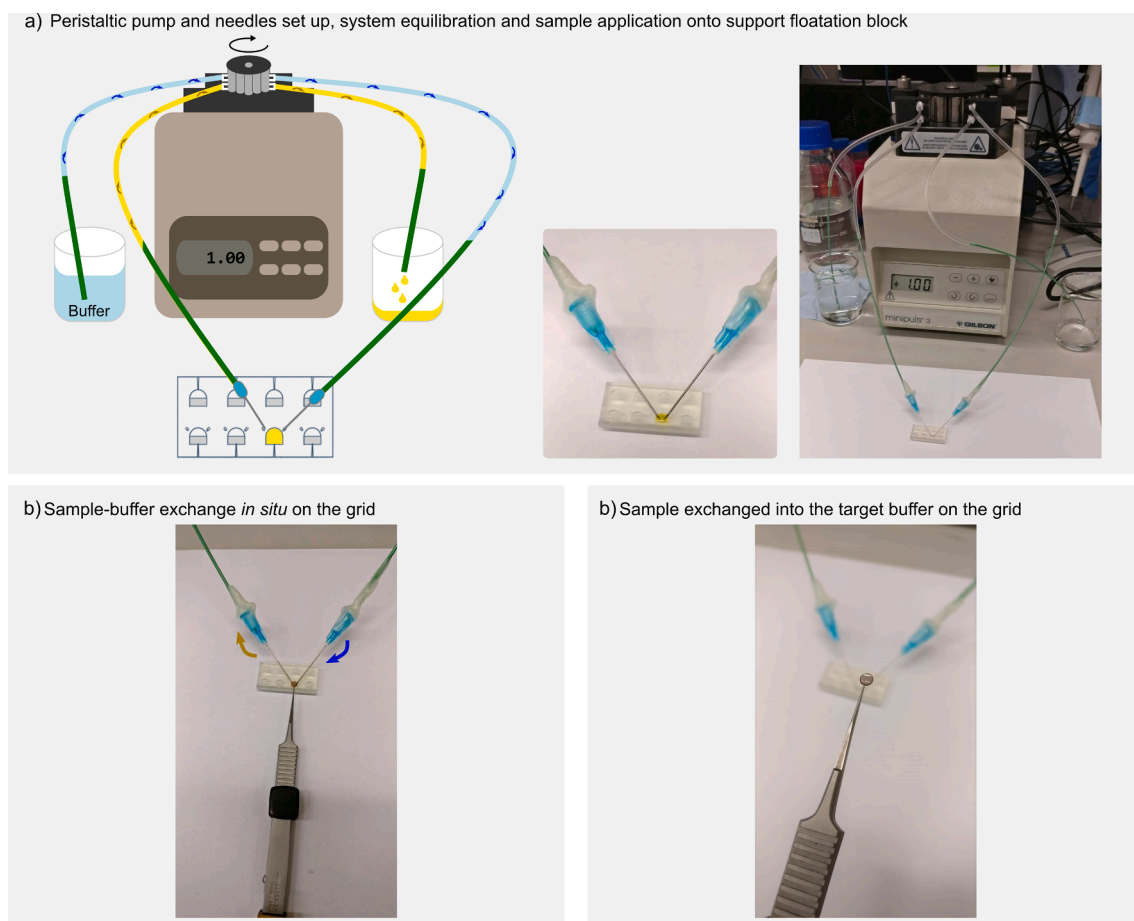 a) Peristaltic pump and needles set up, system equilibration and sample application onto support floatation block
1.00
Buffer
1.00
minipuls 3
GILSON
b) Sample-buffer exchange in situ on the grid
b) Sample exchanged into the target buffer on the grid